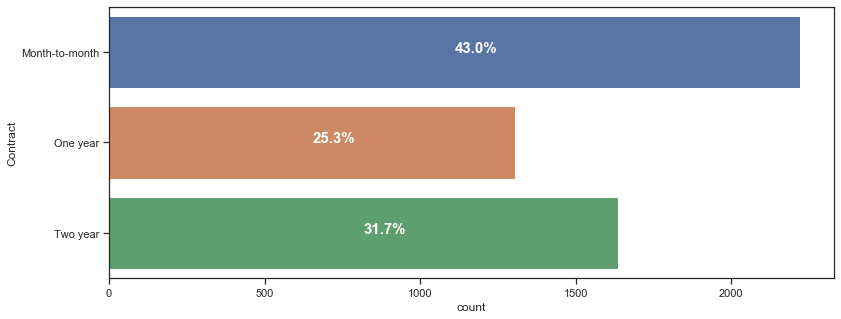 Month-to-month
43.0%
One year
25.3%
Two year
31.7%
Contract
0 500 1000 1500 2000
count